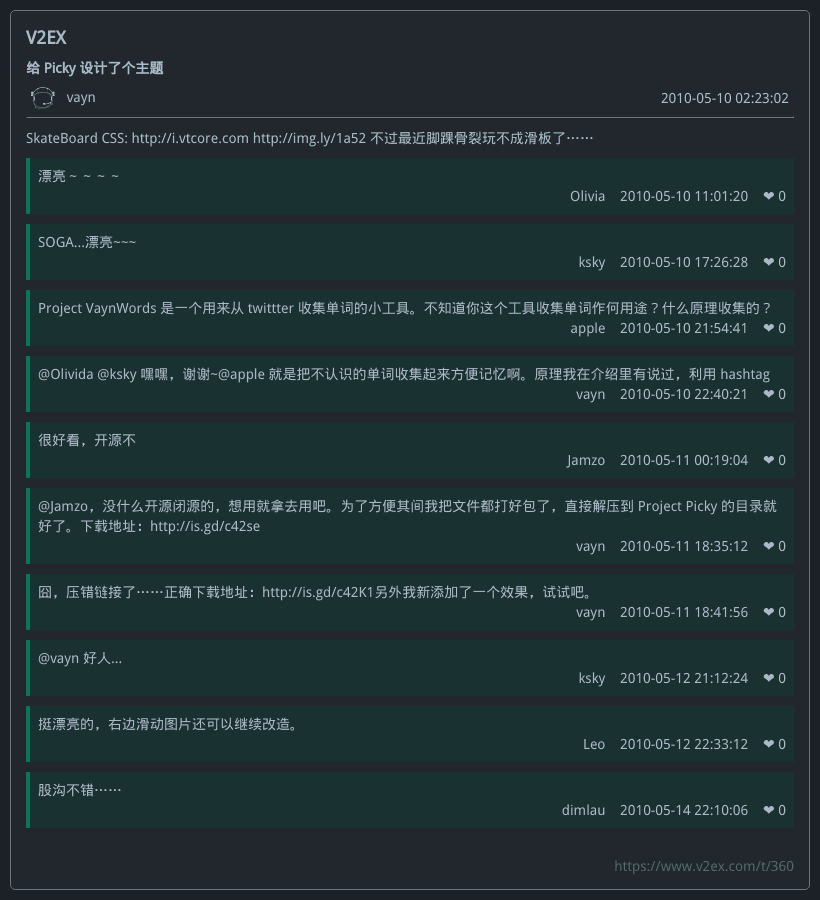 V2EX
给 Picky 设计了个主题
vayn 2010-05-10 02:23:02
SkateBoard CSS: http://i.vtcore.com http://img.ly/1a52 不过最近脚踝骨裂玩不成滑板了……
漂亮 ~ ~ ~ ~
Olivia 2010-05-10 11:01:20 ❤ 0
SOGA...漂亮~~~
ksky 2010-05-10 17:26:28 ❤ 0
Project VaynWords 是一个用来从 twittter 收集单词的小工具。不知道你这个工具收集单词作何用途？什么原理收集的？
apple 2010-05-10 21:54:41 ❤ 0
@Olivida @ksky 嘿嘿，谢谢~@apple 就是把不认识的单词收集起来方便记忆啊。原理我在介绍里有说过，利用 hashtag
vayn 2010-05-10 22:40:21 ❤ 0
很好看，开源不
Jamzo 2010-05-11 00:19:04 ❤ 0
@Jamzo，没什么开源闭源的，想用就拿去用吧。为了方便其间我把文件都打好包了，直接解压到 Project Picky 的目录就
好了。下载地址：http://is.gd/c42se
vayn 2010-05-11 18:35:12 ❤ 0
囧，压错链接了……正确下载地址：http://is.gd/c42K1另外我新添加了一个效果，试试吧。
vayn 2010-05-11 18:41:56 ❤ 0
@vayn 好人...
ksky 2010-05-12 21:12:24 ❤ 0
挺漂亮的，右边滑动图片还可以继续改造。
Leo 2010-05-12 22:33:12 ❤ 0
股沟不错……
dimlau 2010-05-14 22:10:06 ❤ 0
https://www.v2ex.com/t/360